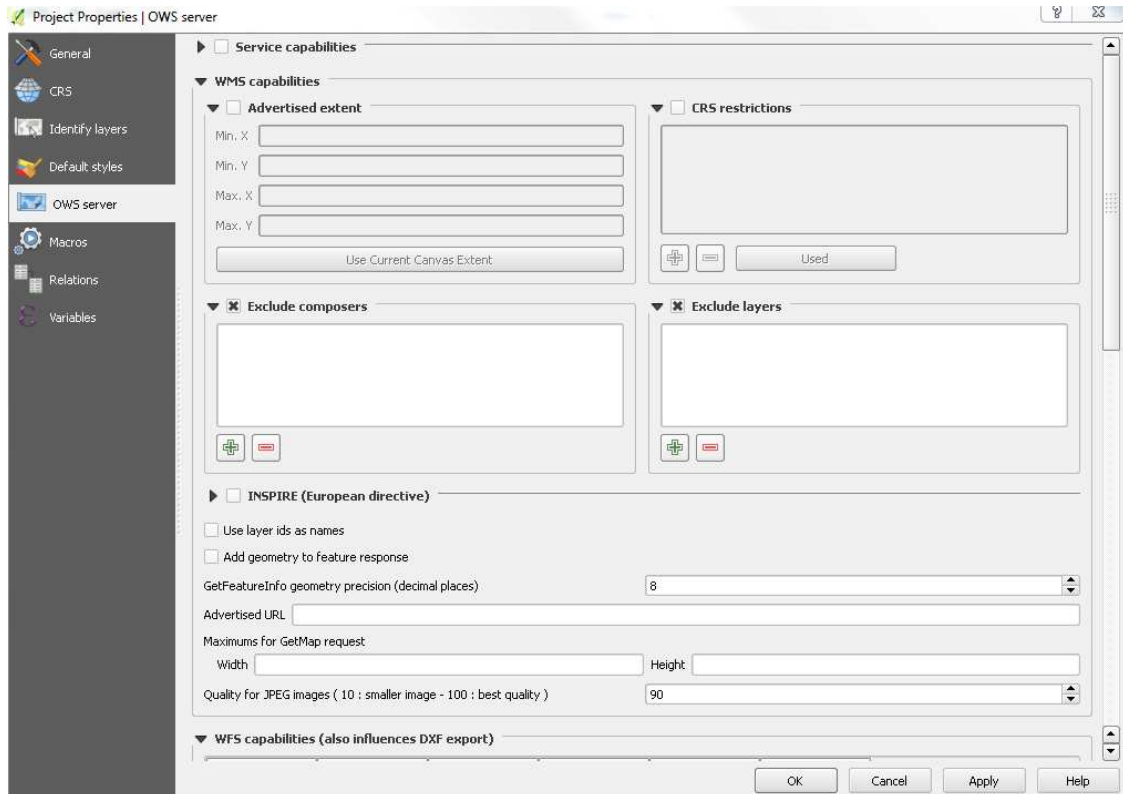 Project Properties | OWS server
General
CRS
Identify layers
Default styles
OWS server
Macros
Relations
Variables
Service capabilities
WMS capabilities
Advertised extent
Min. X
Min. Y
Max. X
Max. Y
Use Current Canvas Extent
CRS restrictions
Used
Exclude composers
Exclude layers
INSPIRE (European directive)
Use layer ids as names
Add geometry to feature response
GetFeatureInfo geometry precision (decimal places) 8
Advertised URL
Maximums for GetMap request
Width Height
Quality for JPEG images ( 10 : smaller image - 100 : best quality ) 90
WFS capabilities (also influences DXF export)
OK Cancel Apply Help